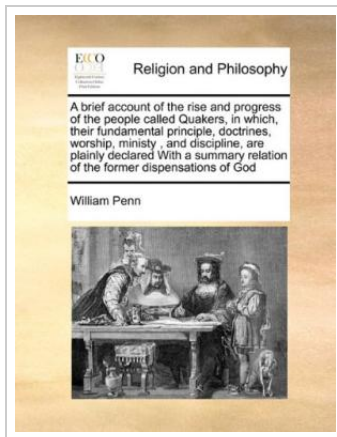 ECCO
Religion and Philosophy
A brief account of the rise and progress
of the people called Quakers, in which,
their fundamental principle, doctrines,
worship, ministy , and discipline, are
plainly declared With a summary relation
of the former dispensations of God
William Penn